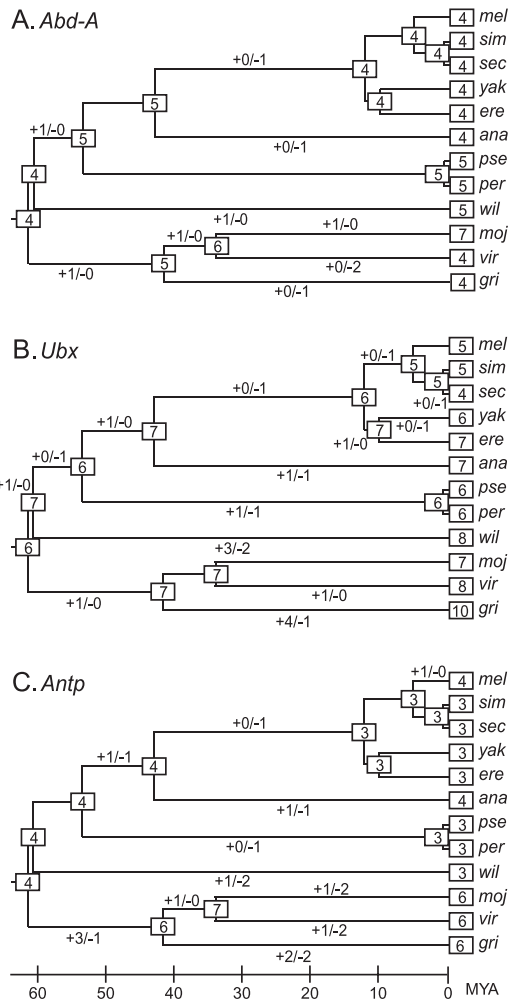 A. Abd-A
4 mel
4 sim
4 4
4 sec
+0/-1
4
4 yak
4
4 ere
5
+1/-0
5
4 ana
+0/-1
5 pse
5
5 per
4
5 wil
4
+1/-0 +1/-0
7 moj
+1/-0
6
4 vir
5
+1/-0
+0/-2
4 gri
+0/-1
B. Ubx
5 mel
+0/-1
5 sim
5 5
4 sec
+0/-1
+0/-1
6
6 yak
+0/-1
7
+1/-0
7 ere
+1/-0
7
+0/-1
6
7 ana
+1/-1
+1/-0
6 pse
6
6 per
7
+1/-1
8 wil
6
+3/-2
7 moj
7
8 vir
7
+1/-0
+1/-0
10 gri
+4/-1
C. Antp
+1/-0
4 mel
3 sim
3 3
3 sec
+0/-1
3
3 yak
3
3 ere
+1/-1
4
4 ana
+1/-1
4
3 pse
3
3 per
4
+0/-1
3 wil
4
+1/-2
+1/-2
6 moj
+1/-0
7
6 vir
6
+1/-2
+3/-1
6 gri
+2/-2
60 50 40 30 20 10 0 MYA